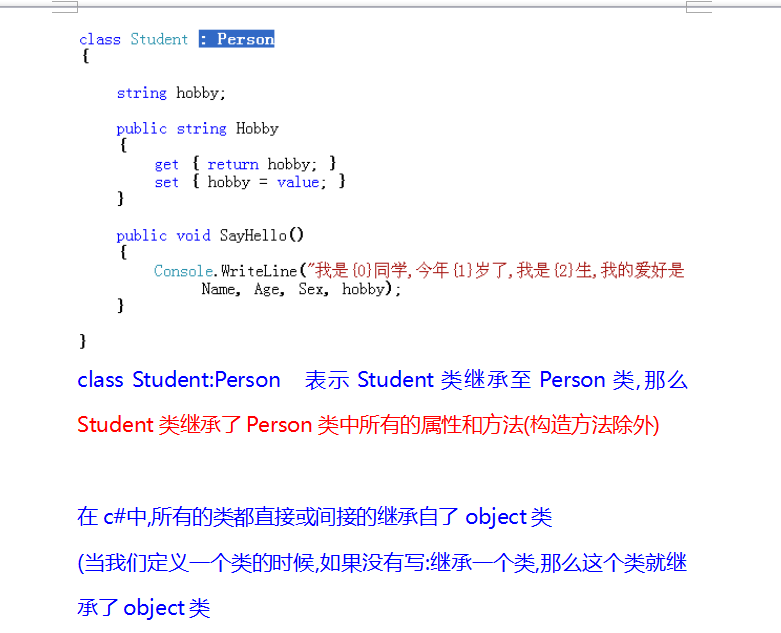 class Student : Person
{
string hobby;
public string Hobby
{
get { return hobby; }
set { hobby = value; }
}
public void SayHello()
{
Console.WriteLine("我是{0}同学,今年{1}岁了,我是{2}生,我的爱好是
Name, Age, Sex, hobby);
}
}
class Student:Person 表示 Student 类继承至 Person 类,那么
Student 类继承了 Person 类中所有的属性和方法(构造方法除外)
在 c#中,所有的类都直接或间接的继承自了 object 类
(当我们定义一个类的时候,如果没有写:继承一个类,那么这个类就继
承了 object 类